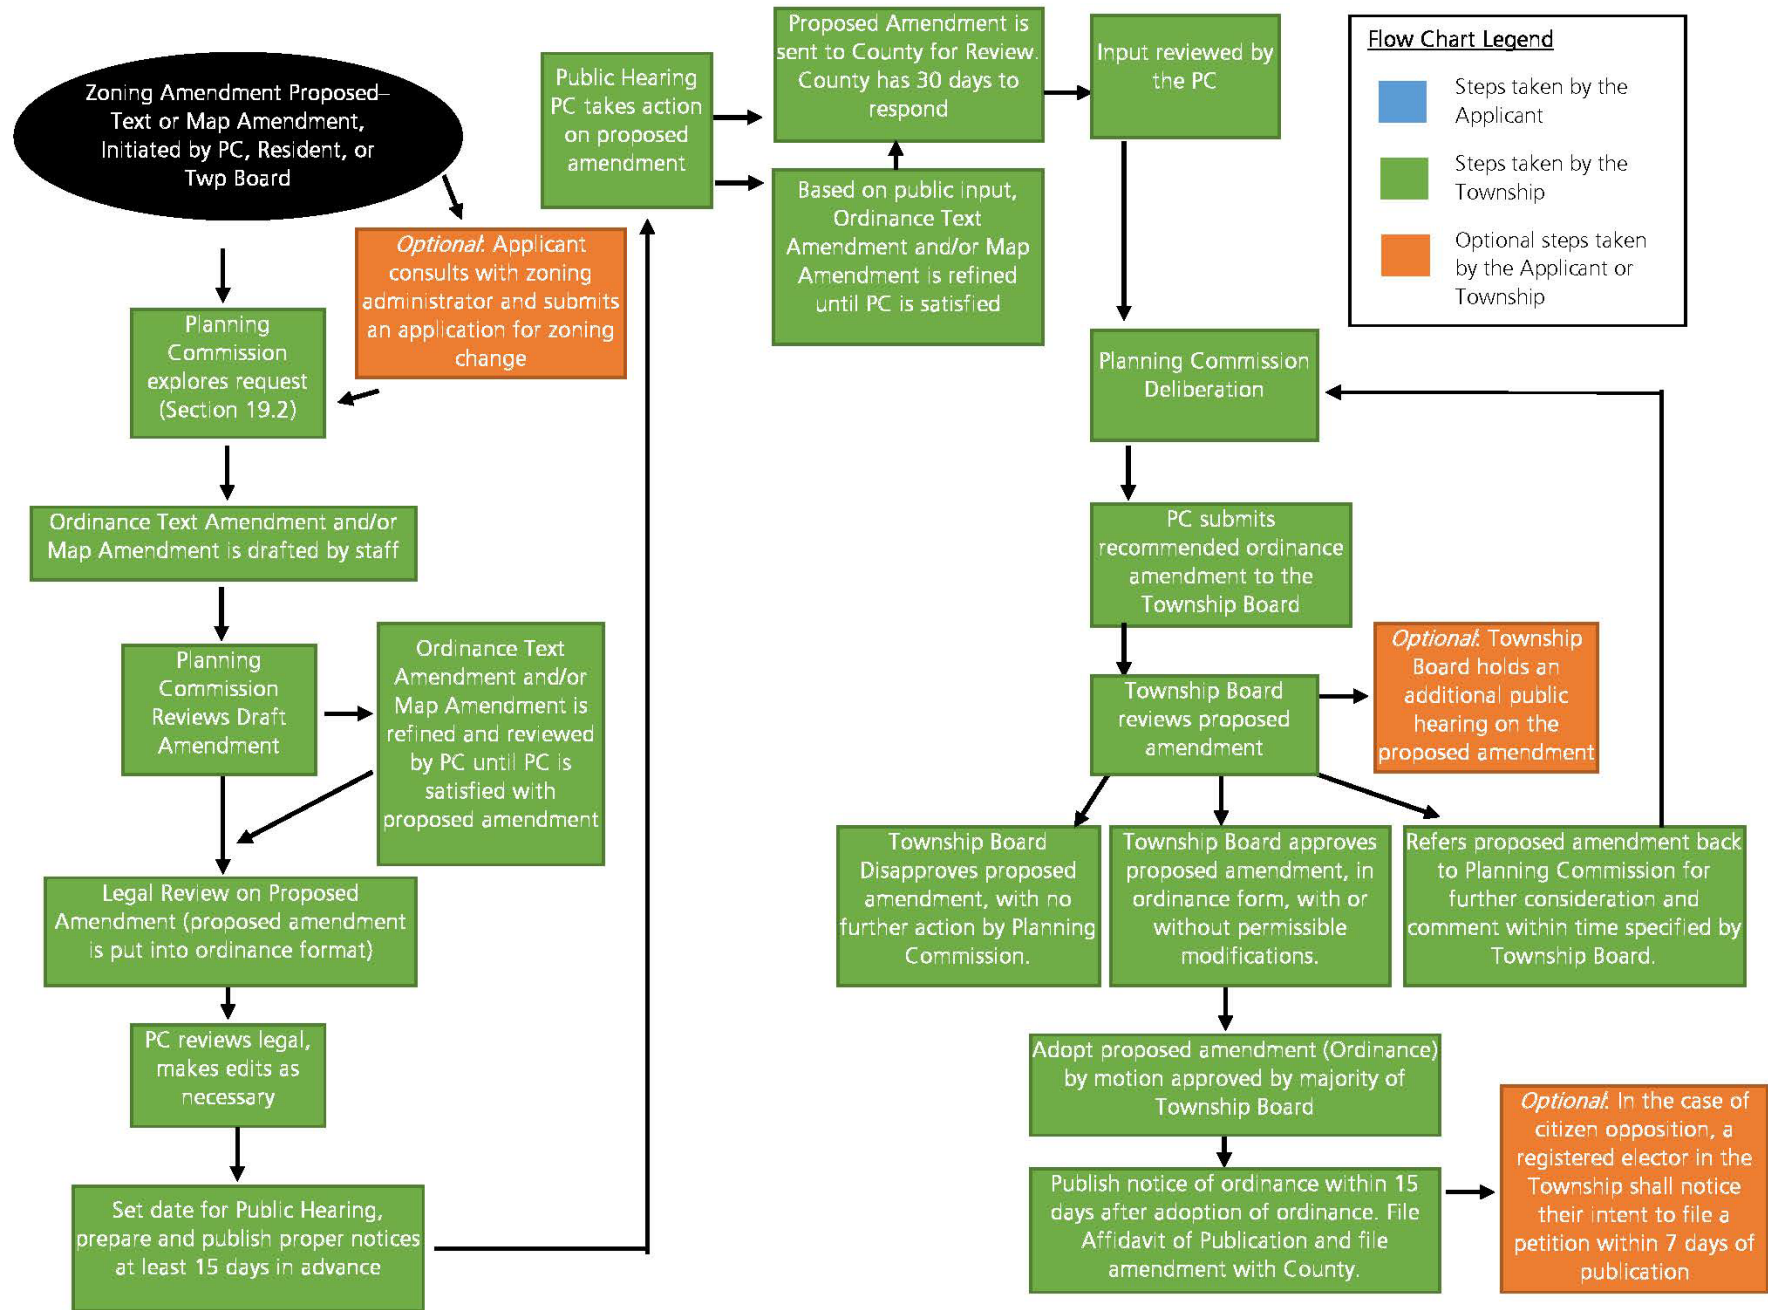 Zoning Amendment Proposed–
Text or Map Amendment,
Initiated by PC, Resident, or
Twp Board
Optional: Applicant
consults with zoning
administrator and submits
an application for zoning
change
Planning
Commission
explores request
(Section 19.2)
Ordinance Text Amendment and/or
Map Amendment is drafted by staff
Planning
Commission
Reviews Draft
Amendment
Ordinance Text
Amendment and/or
Map Amendment is
refined and reviewed
by PC until PC is
satisfied with
proposed amendment
Legal Review on Proposed
Amendment (proposed amendment
is put into ordinance format)
PC reviews legal,
makes edits as
necessary
Set date for Public Hearing,
prepare and publish proper notices
at least 15 days in advance
Public Hearing
PC takes action
on proposed
amendment
Proposed Amendment is
sent to County for Review.
County has 30 days to
respond
Based on public input,
Ordinance Text
Amendment and/or Map
Amendment is refined
until PC is satisfied
Input reviewed by
the PC
Planning Commission
Deliberation
PC submits
recommended ordinance
amendment to the
Township Board
Township Board
reviews proposed
amendment
Optional: Township
Board holds an
additional public
hearing on the
proposed amendment
Township Board
Disapproves proposed
amendment, with no
further action by Planning
Commission.
Township Board approves
proposed amendment, in
ordinance form, with or
without permissible
modifications.
Refers proposed amendment back
to Planning Commission for
further consideration and
comment within time specified by
Township Board.
Adopt proposed amendment (Ordinance)
by motion approved by majority of
Township Board
Publish notice of ordinance within 15
days after adoption of ordinance. File
Affidavit of Publication and file
amendment with County.
Optional: In the case of
citizen opposition, a
registered elector in the
Township shall notice
their intent to file a
petition within 7 days of
publication
Flow Chart Legend
Steps taken by the
Applicant
Steps taken by the
Township
Optional steps taken
by the Applicant or
Township